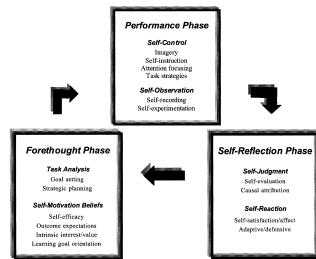 Performance Phase
Self-Control
Imagery
Self-instruction
Attention focusing
Task strategies
Self-Observation
Self-recording
Self-experimentation
Forethought Phase
Task Analysis
Goal setting
Strategic planning
Self-Motivation Beliefs
Self-efficacy
Outcome expectations
Intrinsic interest/value
Learning goal orientation
Self-Reflection Phase
Self-Judgment
Self-evaluation
Causal attribution
Self-Reaction
Self-satisfaction/affect
Adaptive/defensive